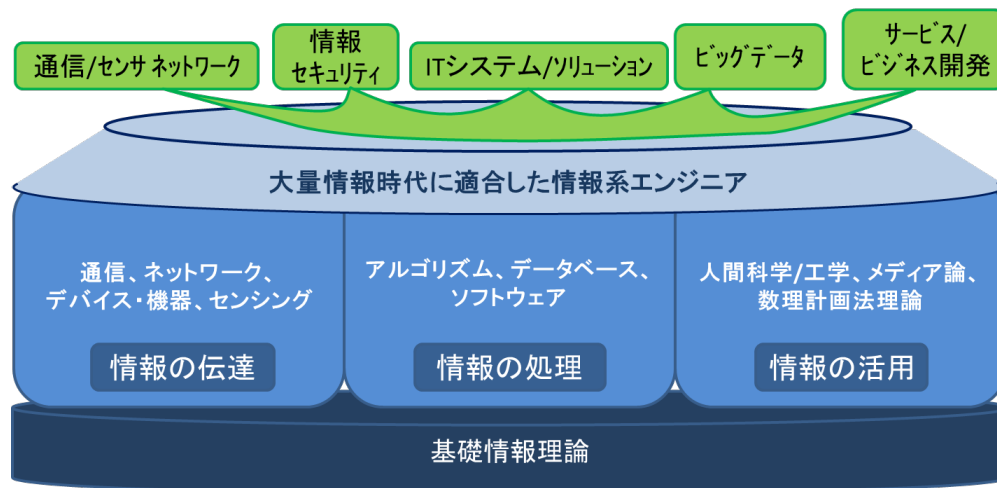 通信/センサ ネットワーク
情報
セキュリティ
ITシステム/ソリューション
ビッグデータ
サービス/
ビジネス開発
大量情報時代に適合した情報系エンジニア
通信、ネットワーク、
デバイス・機器、センシング
情報の伝達
アルゴリズム、データベース、
ソフトウェア
情報の処理
人間科学/工学、メディア論、
数理計画法理論
情報の活用
基礎情報理論